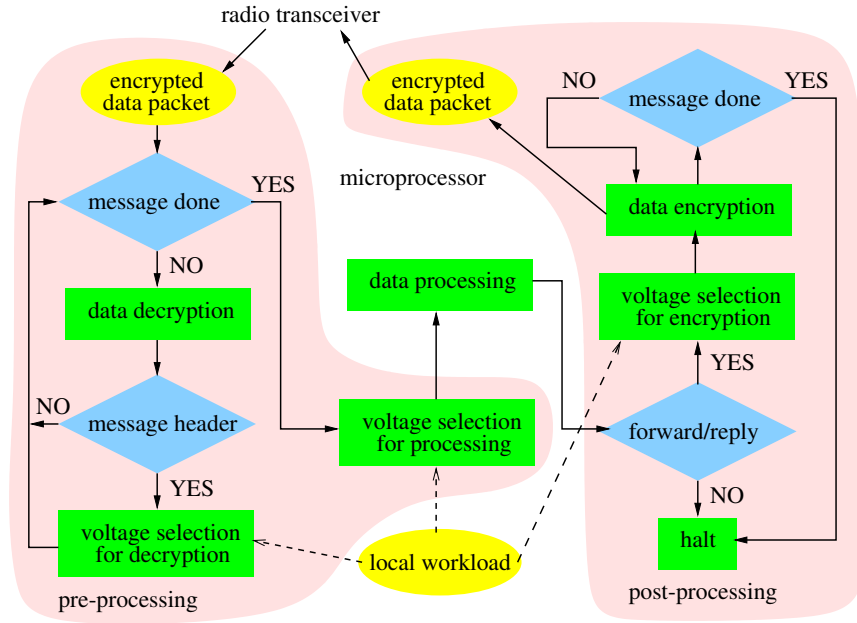 radio transceiver
encrypted
data packet
message done
YES
NO
data decryption
message header
NO
YES
voltage selection
for decryption
pre-processing
microprocessor
data processing
voltage selection
for processing
local workload
encrypted
data packet
NO
message done
YES
data encryption
voltage selection
for encryption
YES
forward/reply
NO
halt
post-processing